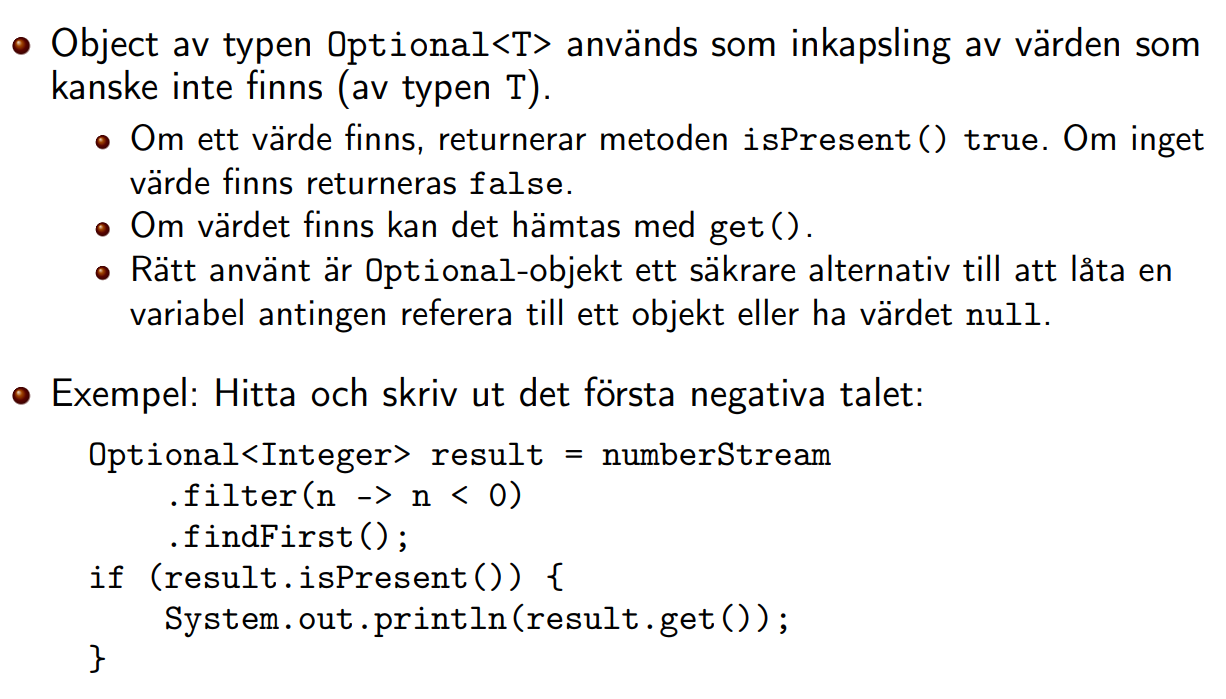 Object av typen Optional<T> används som inkapsling av värden som
kanske inte finns (av typen T).
Om ett värde finns, returnerar metoden isPresent() true. Om inget
värde finns returneras false.
Om värdet finns kan det hämtas med get().
Rätt använt är Optional-objekt ett säkrare alternativ till att låta en
variabel antingen referera till ett objekt eller ha värdet null.
Exempel: Hitta och skriv ut det första negativa talet:
Optional<Integer> result = numberStream
    .filter(n -> n < 0)
    .findFirst();
if (result.isPresent()) {
    System.out.println(result.get());
}